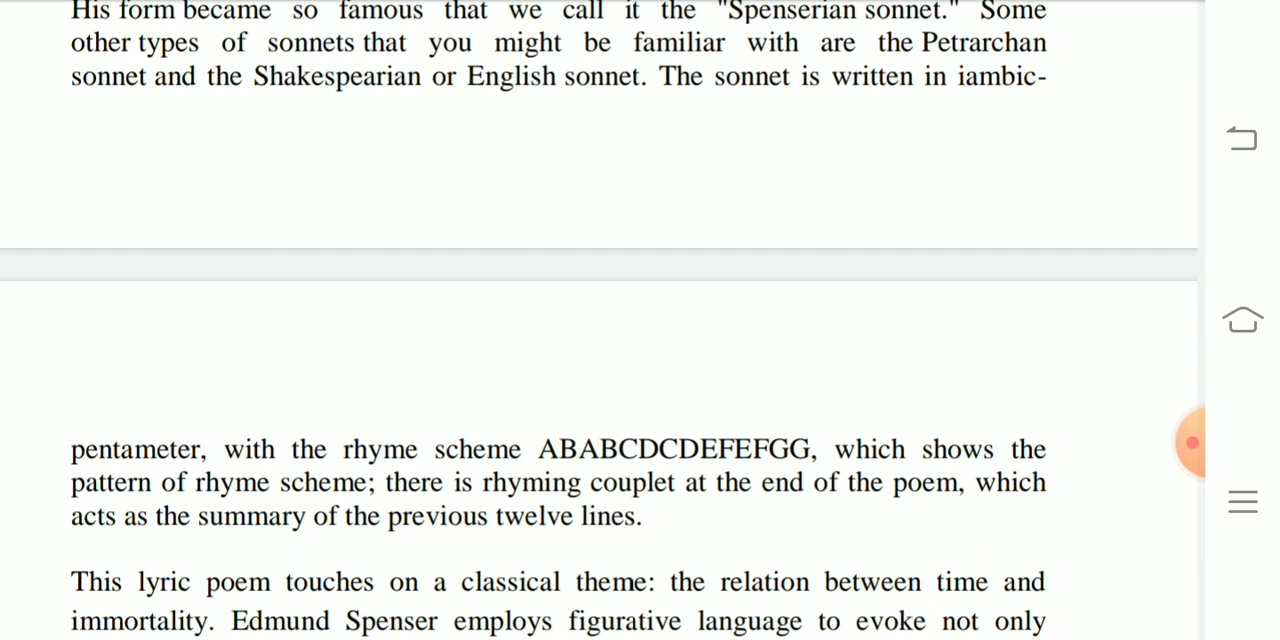 His form became so famous that we call it the "Spenserian sonnet." Some
other types of sonnets that you might be familiar with are the Petrarchan
sonnet and the Shakespearian or English sonnet. The sonnet is written in iambic-
pentameter, with the rhyme scheme ABABCDCDEFEFGG, which shows the
pattern of rhyme scheme; there is rhyming couplet at the end of the poem, which
acts as the summary of the previous twelve lines.
This lyric poem touches on a classical theme: the relation between time and
immortality. Edmund Spenser employs figurative language to evoke not only